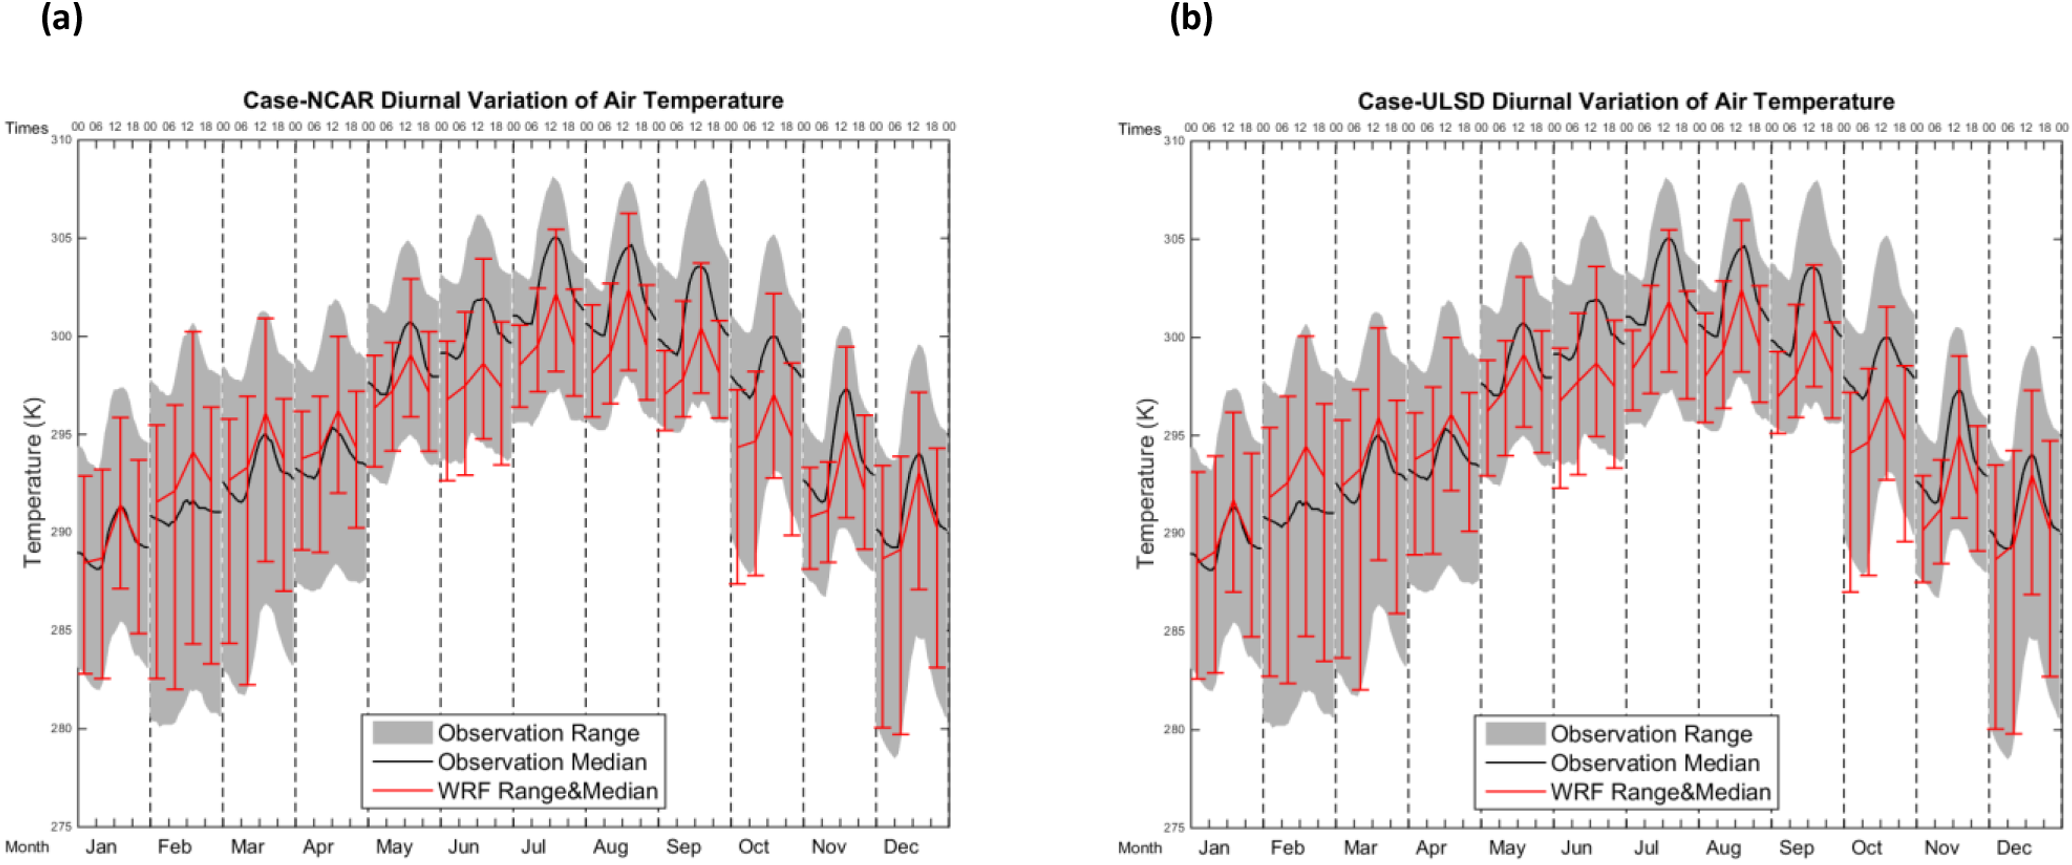 (a)
Case-NCAR Diurnal Variation of Air Temperature
Times 00 06 12 18 00 06 12 18 00 06 12 18 00 06 12 18 00 06 12 18 00 06 12 18 00 06 12 18 00 06 12 18 00 06 12 18 00 06 12 18 00 06 12 18 00 06 12 18 00
310
305
300
295
290
285
280
275
Temperature (K)
Observation Range
Observation Median
WRF Range&Median
Month Jan Feb Mar Apr May Jun Jul Aug Sep Oct Nov Dec
(b)
Case-ULSD Diurnal Variation of Air Temperature
Times 00 06 12 18 00 06 12 18 00 06 12 18 00 06 12 18 00 06 12 18 00 06 12 18 00 06 12 18 00 06 12 18 00 06 12 18 00 06 12 18 00 06 12 18 00 06 12 18 00
310
305
300
295
290
285
280
275
Temperature (K)
Observation Range
Observation Median
WRF Range&Median
Month Jan Feb Mar Apr May Jun Jul Aug Sep Oct Nov Dec